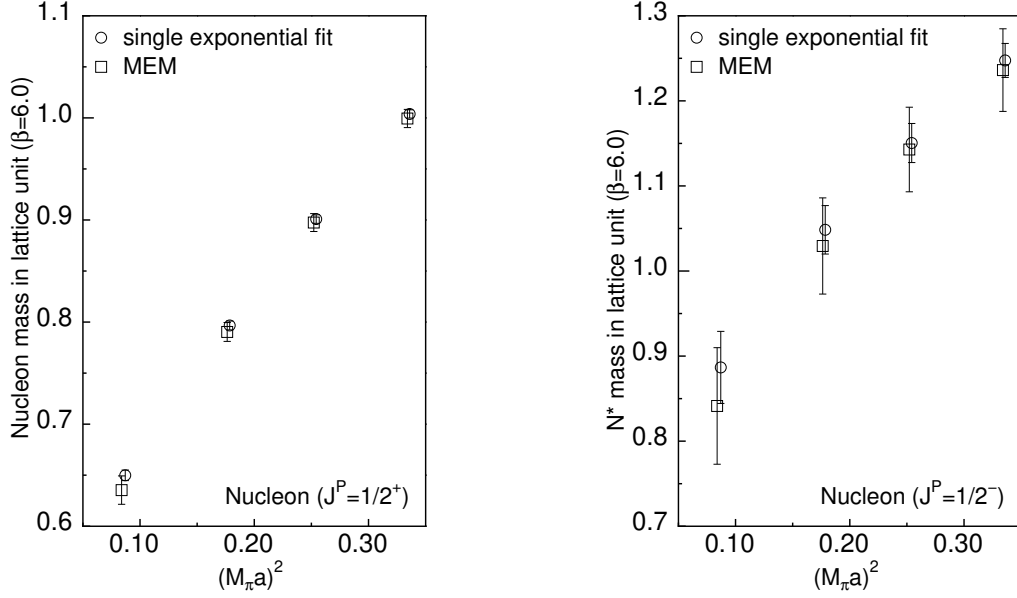 1.1
1.0
0.9
0.8
0.7
0.6
Nucleon mass in lattice unit (β=6.0)
single exponential fit
MEM
Nucleon (J^P=1/2^+)
0.10 0.20 0.30
(M_πa)^2
1.3
1.2
1.1
1.0
0.9
0.8
0.7
N* mass in lattice unit (β=6.0)
single exponential fit
MEM
Nucleon (J^P=1/2^−)
0.10 0.20 0.30
(M_πa)^2